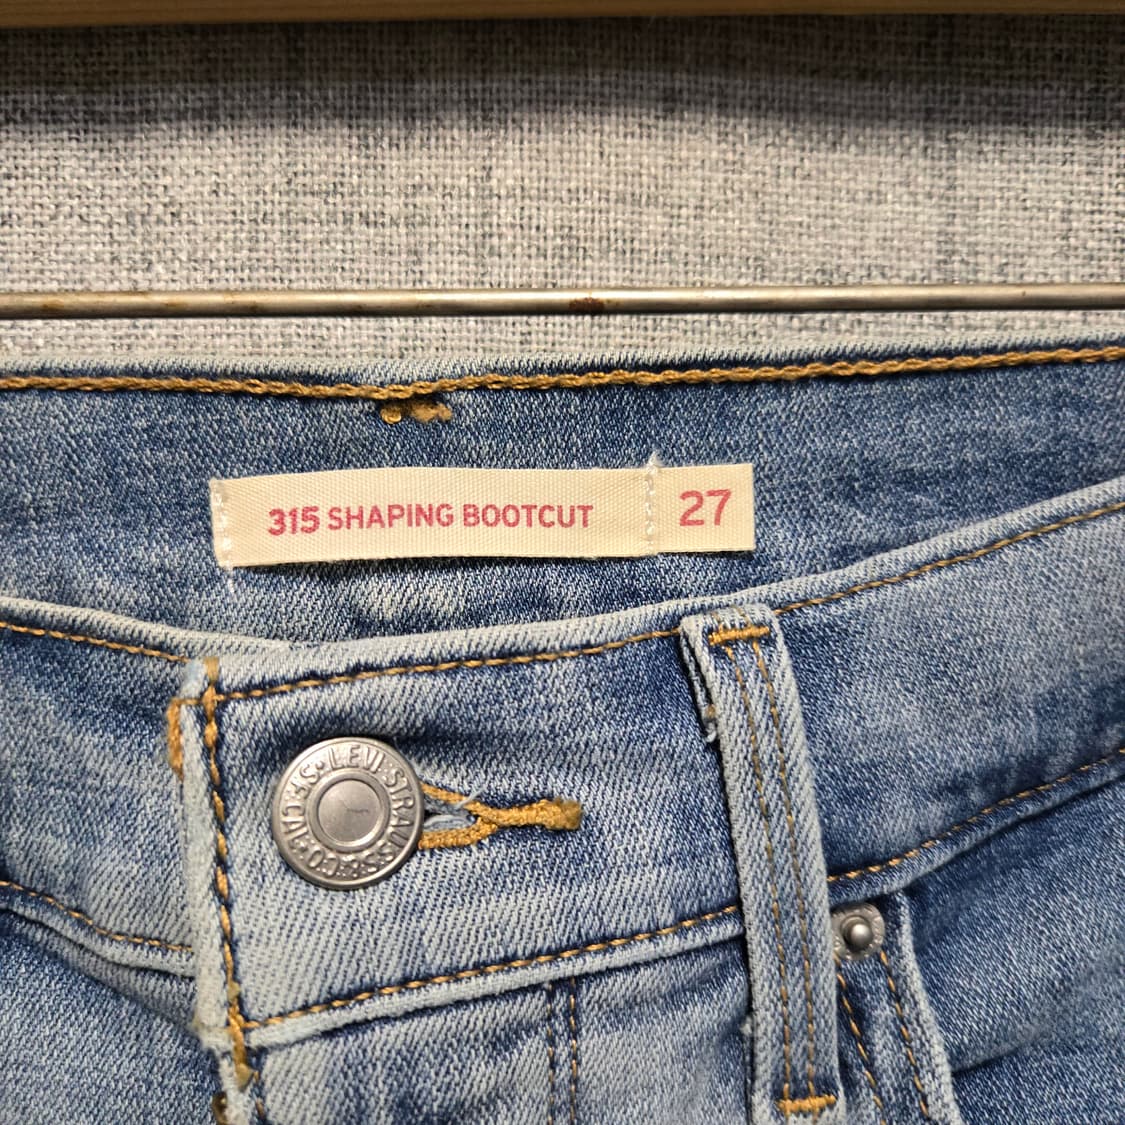 315 SHAPING BOOTCUT 27
LEVI STRAUSS & CO. S.F. CAL.